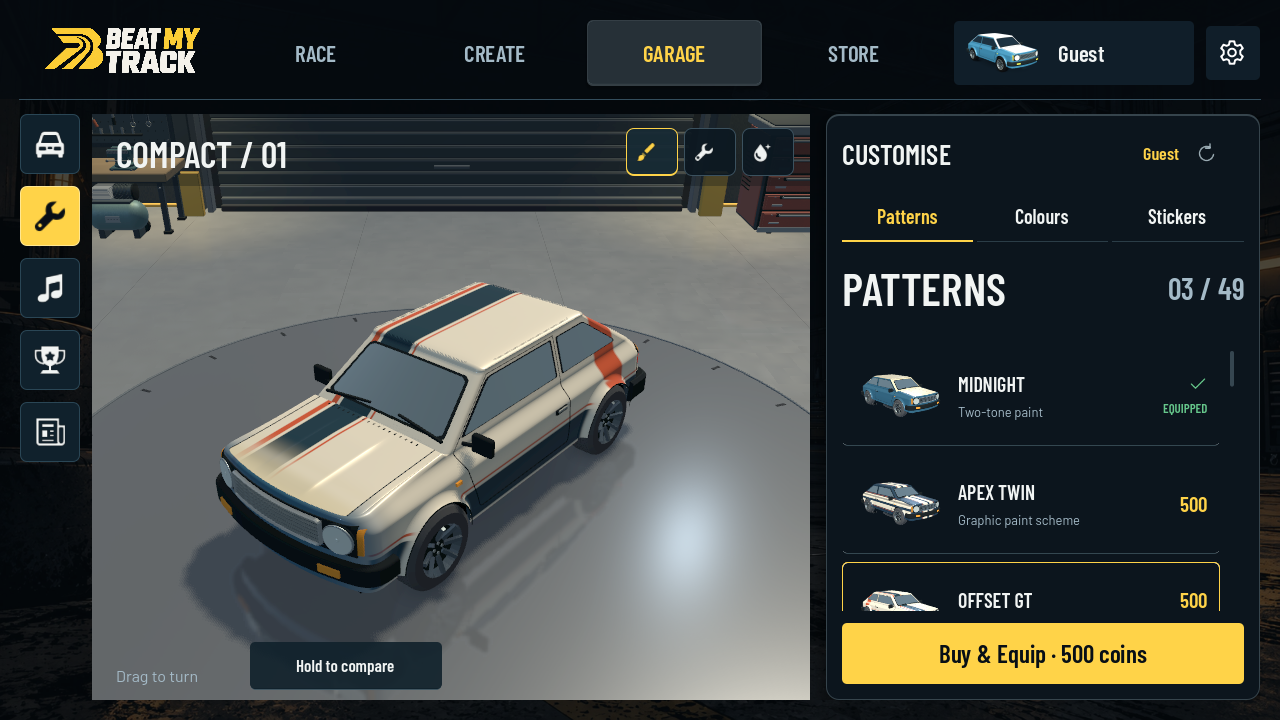 BEAT MY TRACK
RACE
CREATE
GARAGE
STORE
Guest
COMPACT / 01
CUSTOMISE
Guest
Patterns
Colours
Stickers
PATTERNS
03 / 49
MIDNIGHT
Two-tone paint
EQUIPPED
APEX TWIN
Graphic paint scheme
500
OFFSET GT
500
Buy & Equip · 500 coins
Hold to compare
Drag to turn